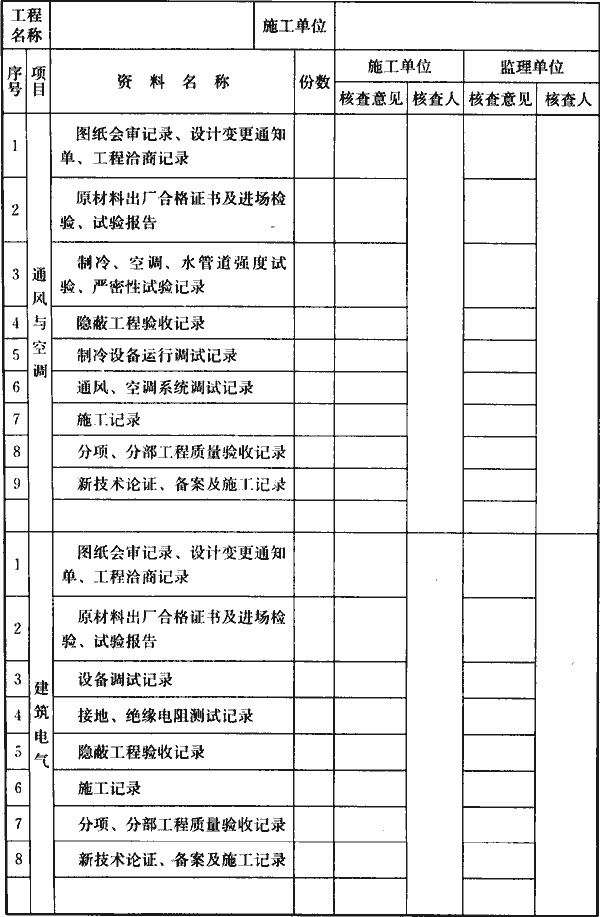 工程名称 施工单位
序号 项目 资料名称 份数 施工单位 监理单位
核查意见 核查人 核查意见 核查人
通风与空调
1 图纸会审记录、设计变更通知
单、工程洽商记录
2 原材料出厂合格证书及进场检
验、试验报告
3 制冷、空调、水管道强度试
验、严密性试验记录
4 隐蔽工程验收记录
5 制冷设备运行调试记录
6 通风、空调系统调试记录
7 施工记录
8 分项、分部工程质量验收记录
9 新技术论证、备案及施工记录
建筑电气
1 图纸会审记录、设计变更通知
单、工程洽商记录
2 原材料出厂合格证书及进场检
验、试验报告
3 设备调试记录
4 接地、绝缘电阻测试记录
5 隐蔽工程验收记录
6 施工记录
7 分项、分部工程质量验收记录
8 新技术论证、备案及施工记录